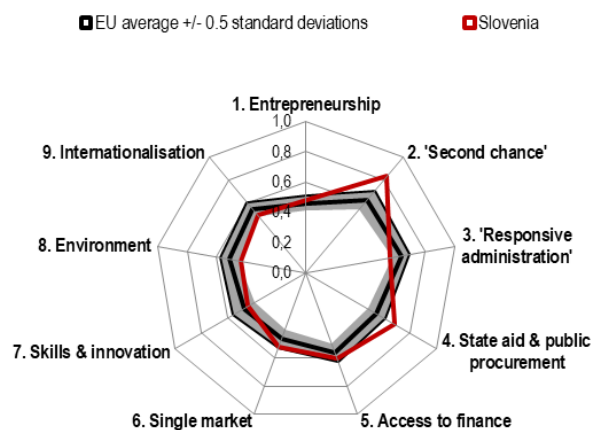 EU average +/- 0.5 standard deviations
Slovenia
1. Entrepreneurship
1,0
0,8
0,6
0,4
0,2
0,0
2. 'Second chance'
3. 'Responsive
administration'
4. State aid & public
procurement
5. Access to finance
6. Single market
7. Skills & innovation
8. Environment
9. Internationalisation